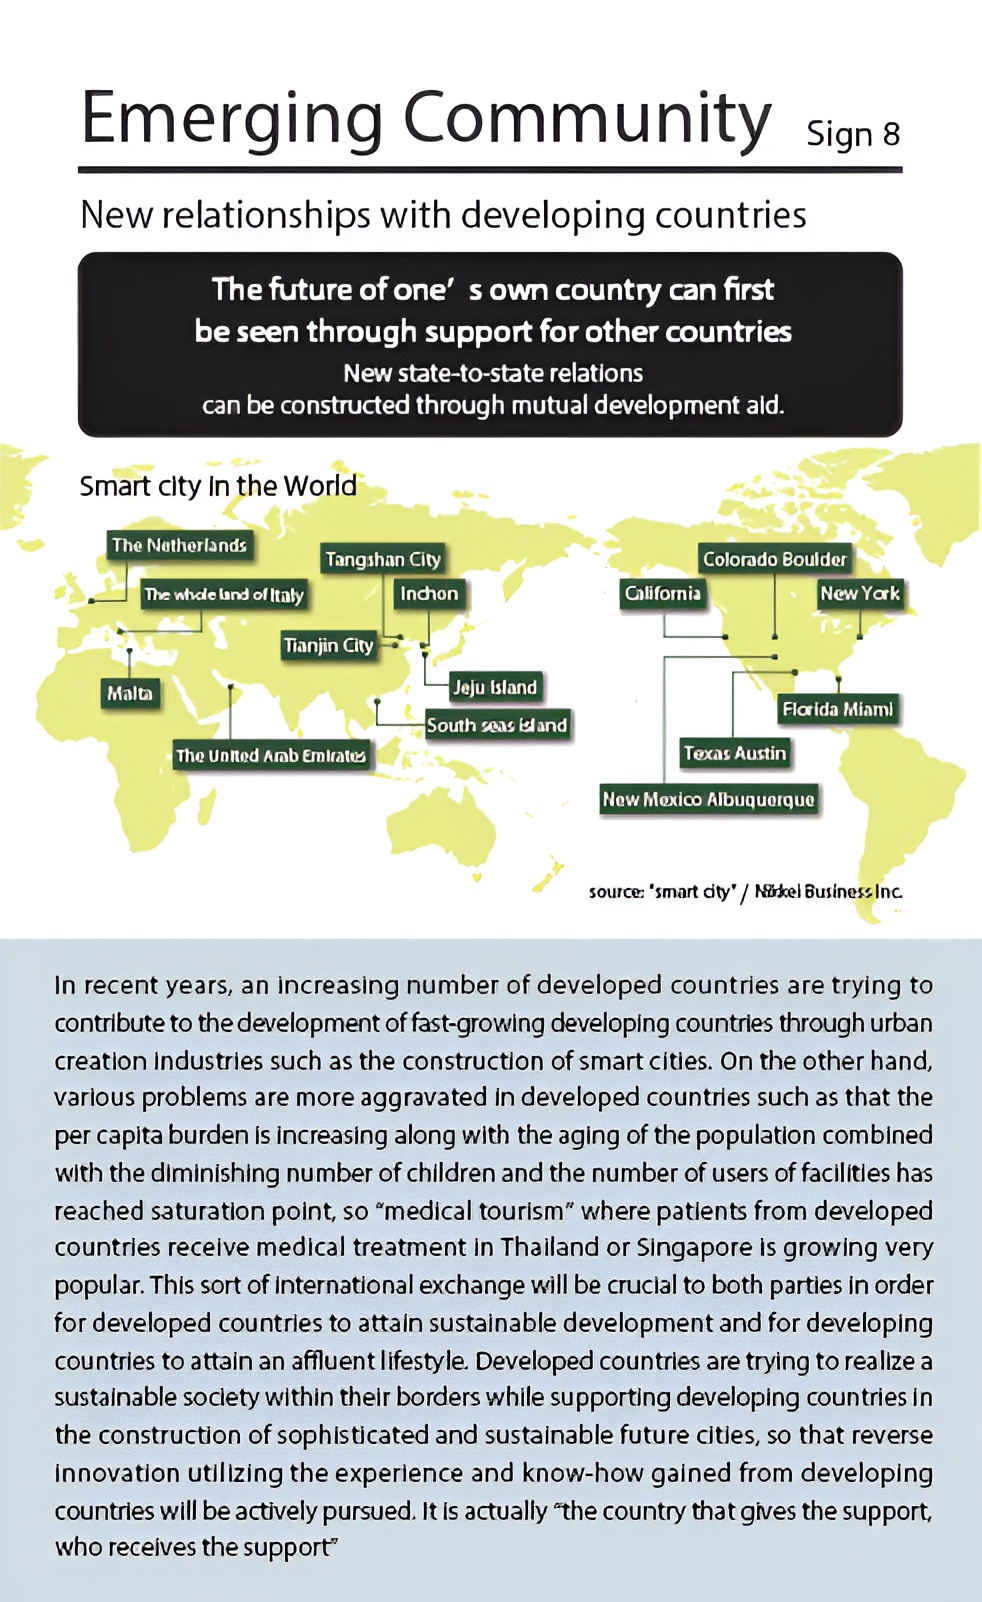 Emerging Community Sign 8
New relationships with developing countries
The future of one' s own country can first
be seen through support for other countries
New state-to-state relations
can be constructed through mutual development aid.
Smart city in the World
The Netherlands
Tangshan City
Colorado Boulder
The whole land of Italy
Inchon
California
New York
Tianjin City
Malta
Jeju Island
South seas island
Florida Miami
The United Arab Emirates
Texas Austin
New Mexico Albuquerque
source: "smart city" / Business Inc.
In recent years, an increasing number of developed countries are trying to
contribute to the development of fast-growing developing countries through urban
creation industries such as the construction of smart cities. On the other hand,
various problems are more aggravated in developed countries such as that the
per capita burden is increasing along with the aging of the population combined
with the diminishing number of children and the number of users of facilities has
reached saturation point, so "medical tourism" where patients from developed
countries receive medical treatment in Thailand or Singapore is growing very
popular. This sort of international exchange will be crucial to both parties in order
for developed countries to attain sustainable development and for developing
countries to attain an affluent lifestyle. Developed countries are trying to realize a
sustainable society within their borders while supporting developing countries in
the construction of sophisticated and sustainable future cities, so that reverse
innovation utilizing the experience and know-how gained from developing
countries will be actively pursued. It is actually "the country that gives the support,
who receives the support"